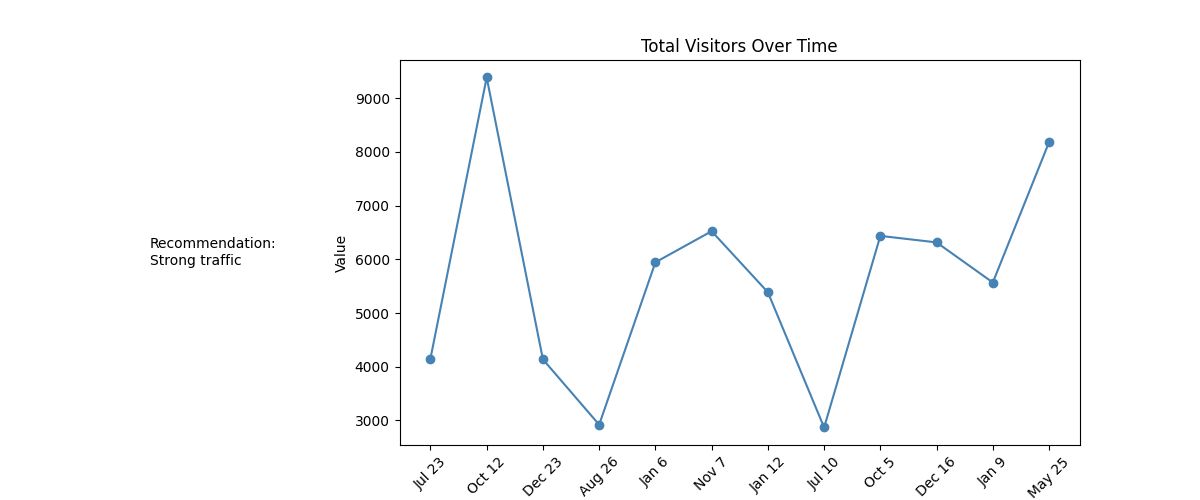 Total Visitors Over Time
Recommendation:
Strong traffic
Value
9000
8000
7000
6000
5000
4000
3000
Jul 23
Oct 12
Dec 23
Aug 26
Jan 6
Nov 7
Jan 12
Jul 10
Oct 5
Dec 16
Jan 9
May 25